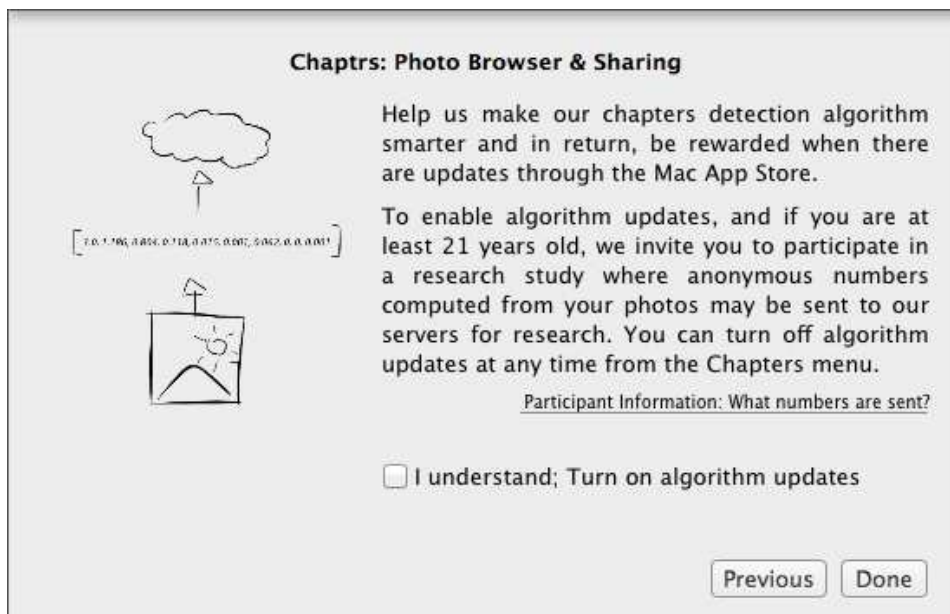 Chaptrs: Photo Browser & Sharing
Help us make our chapters detection algorithm
smarter and in return, be rewarded when there
are updates through the Mac App Store.
To enable algorithm updates, and if you are at
least 21 years old, we invite you to participate in
a research study where anonymous numbers
computed from your photos may be sent to our
servers for research. You can turn off algorithm
updates at any time from the Chapters menu.
Participant Information: What numbers are sent?
I understand; Turn on algorithm updates
Previous Done